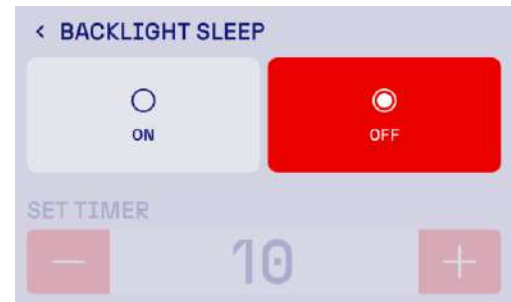 < BACKLIGHT SLEEP
ON OFF
SET TIMER
— 10 +